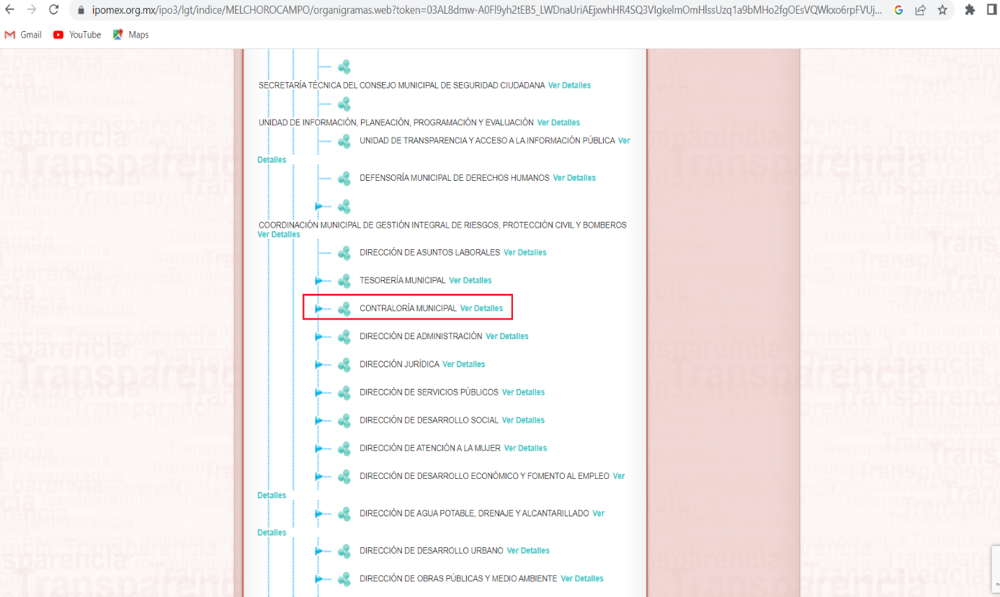 ipomex.org.mx/ipo3/lgt/indice/MELCHOROCAMPO/organigramas.web?token=03AL8dmw-A0Fl9yh2tEB5_LWDnaUriAEjxwhHR4SQ3VIgkelmOmHlssUzq1a9bMHo2fgOEsVQWkxo6rpFVUj...
Gmail YouTube Maps
SECRETARÍA TÉCNICA DEL CONSEJO MUNICIPAL DE SEGURIDAD CIUDADANA Ver Detalles
UNIDAD DE INFORMACIÓN, PLANEACIÓN, PROGRAMACIÓN Y EVALUACIÓN Ver Detalles
UNIDAD DE TRANSPARENCIA Y ACCESO A LA INFORMACIÓN PÚBLICA Ver
Detalles
DEFENSORÍA MUNICIPAL DE DERECHOS HUMANOS Ver Detalles
COORDINACIÓN MUNICIPAL DE GESTIÓN INTEGRAL DE RIESGOS, PROTECCIÓN CIVIL Y BOMBEROS
Ver Detalles
DIRECCIÓN DE ASUNTOS LABORALES Ver Detalles
TESORERÍA MUNICIPAL Ver Detalles
CONTRALORÍA MUNICIPAL Ver Detalles
DIRECCIÓN DE ADMINISTRACIÓN Ver Detalles
DIRECCIÓN JURÍDICA Ver Detalles
DIRECCIÓN DE SERVICIOS PÚBLICOS Ver Detalles
DIRECCIÓN DE DESARROLLO SOCIAL Ver Detalles
DIRECCIÓN DE ATENCIÓN A LA MUJER Ver Detalles
DIRECCIÓN DE DESARROLLO ECONÓMICO Y FOMENTO AL EMPLEO Ver
Detalles
DIRECCIÓN DE AGUA POTABLE, DRENAJE Y ALCANTARILLADO Ver
Detalles
DIRECCIÓN DE DESARROLLO URBANO Ver Detalles
DIRECCIÓN DE OBRAS PÚBLICAS Y MEDIO AMBIENTE Ver Detalles